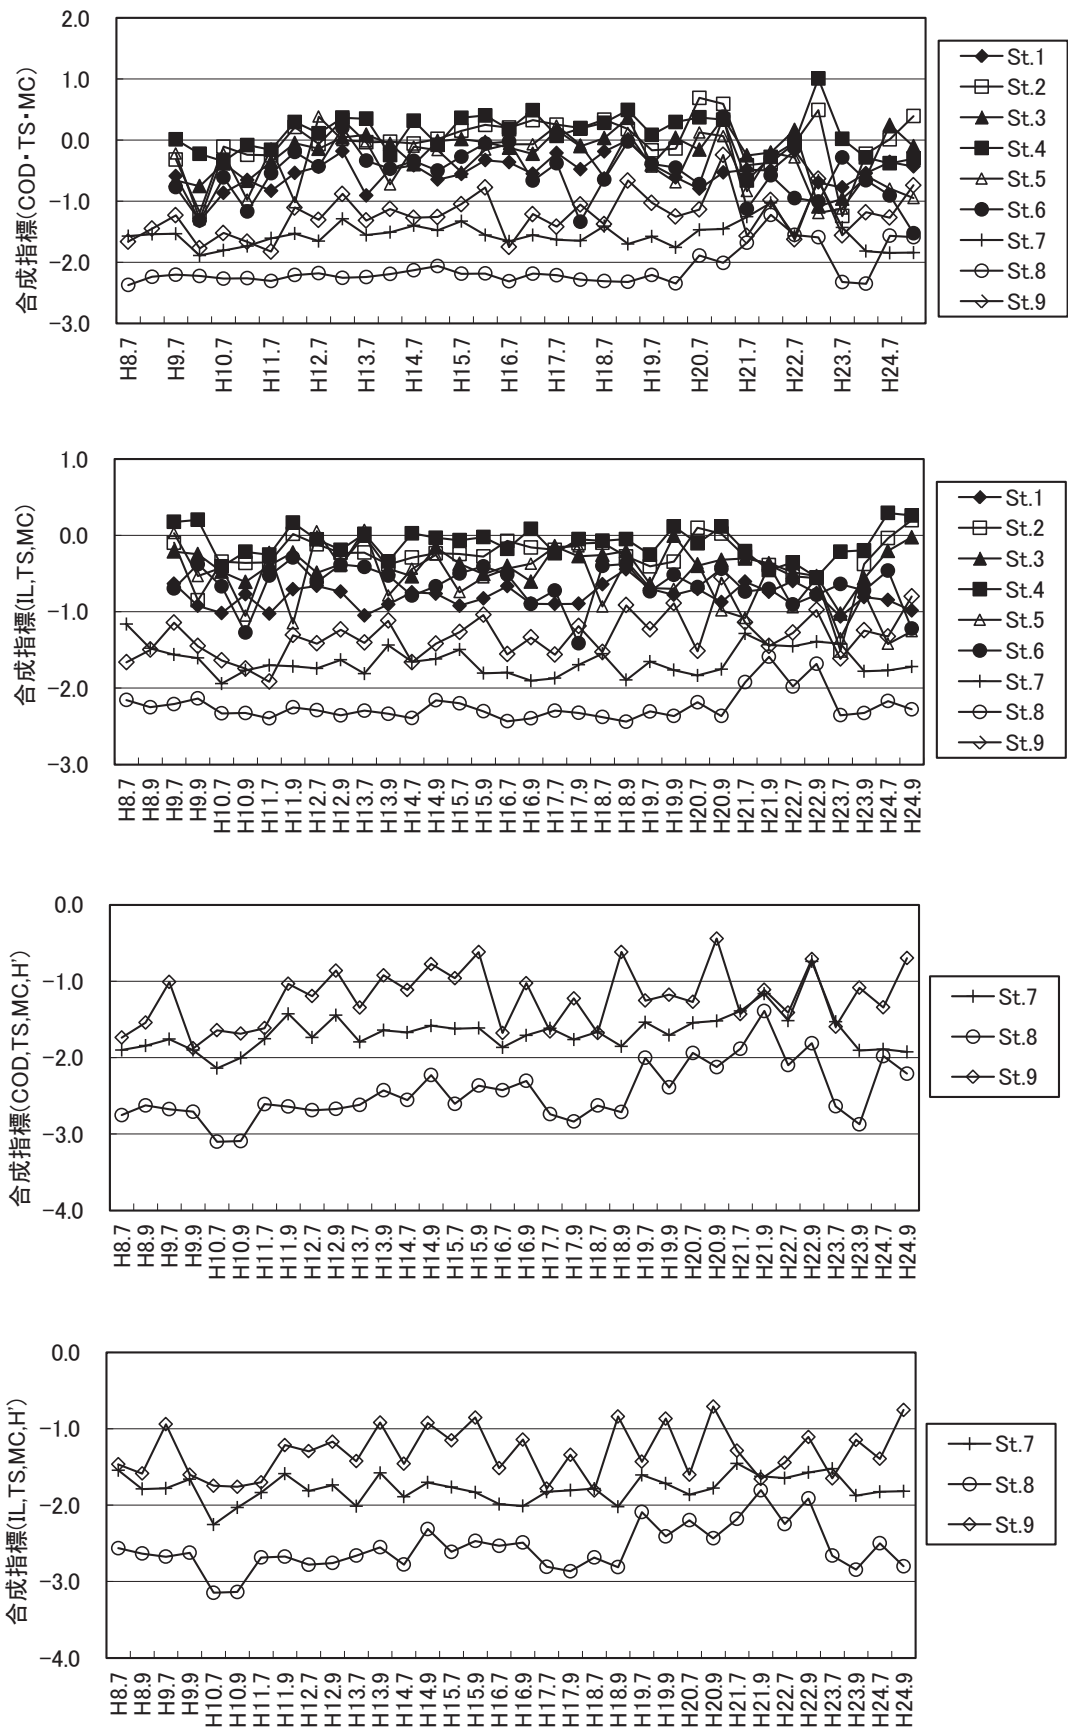 合成指標(COD・TS・MC)
2.0
1.0
0.0
−1.0
−2.0
−3.0
H8.7
H9.7
H10.7
H11.7
H12.7
H13.7
H14.7
H15.7
H16.7
H17.7
H18.7
H19.7
H20.7
H21.7
H22.7
H23.7
H24.7
St.1
St.2
St.3
St.4
St.5
St.6
St.7
St.8
St.9
合成指標(IL,TS,MC)
1.0
0.0
−1.0
−2.0
−3.0
H8.7
H8.9
H9.7
H9.9
H10.7
H10.9
H11.7
H11.9
H12.7
H12.9
H13.7
H13.9
H14.7
H14.9
H15.7
H15.9
H16.7
H16.9
H17.7
H17.9
H18.7
H18.9
H19.7
H19.9
H20.7
H20.9
H21.7
H21.9
H22.7
H22.9
H23.7
H23.9
H24.7
H24.9
St.1
St.2
St.3
St.4
St.5
St.6
St.7
St.8
St.9
合成指標(COD,TS,MC,H')
0.0
−1.0
−2.0
−3.0
−4.0
H8.7
H8.9
H9.7
H9.9
H10.7
H10.9
H11.7
H11.9
H12.7
H12.9
H13.7
H13.9
H14.7
H14.9
H15.7
H15.9
H16.7
H16.9
H17.7
H17.9
H18.7
H18.9
H19.7
H19.9
H20.7
H20.9
H21.7
H21.9
H22.7
H22.9
H23.7
H23.9
H24.7
H24.9
St.7
St.8
St.9
合成指標(IL,TS,MC,H')
0.0
−1.0
−2.0
−3.0
−4.0
H8.7
H8.9
H9.7
H9.9
H10.7
H10.9
H11.7
H11.9
H12.7
H12.9
H13.7
H13.9
H14.7
H14.9
H15.7
H15.9
H16.7
H16.9
H17.7
H17.9
H18.7
H18.9
H19.7
H19.9
H20.7
H20.9
H21.7
H21.9
H22.7
H22.9
H23.7
H23.9
H24.7
H24.9
St.7
St.8
St.9